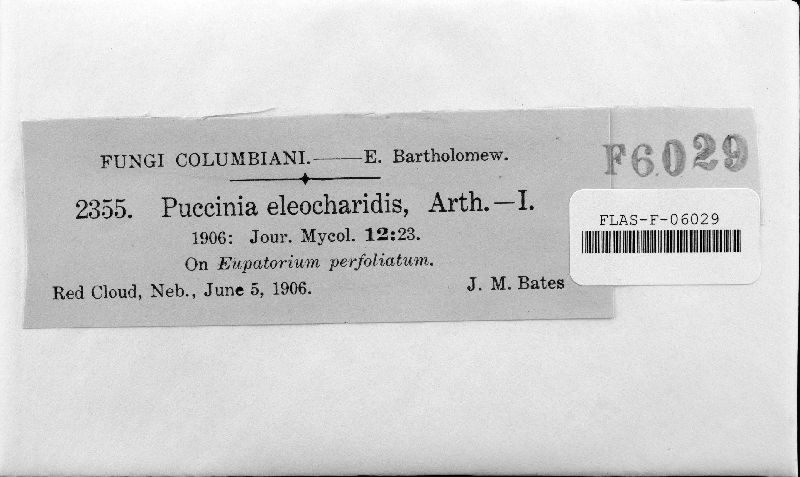 FUNGI COLUMBIANI.——E. Bartholomew.
F6029
2355. Puccinia eleocharidis, Arth.—I.
1906: Jour. Mycol. 12:23.
On Eupatorium perfoliatum.
Red Cloud, Neb., June 5, 1906. J. M. Bates
FLAS-F-06029